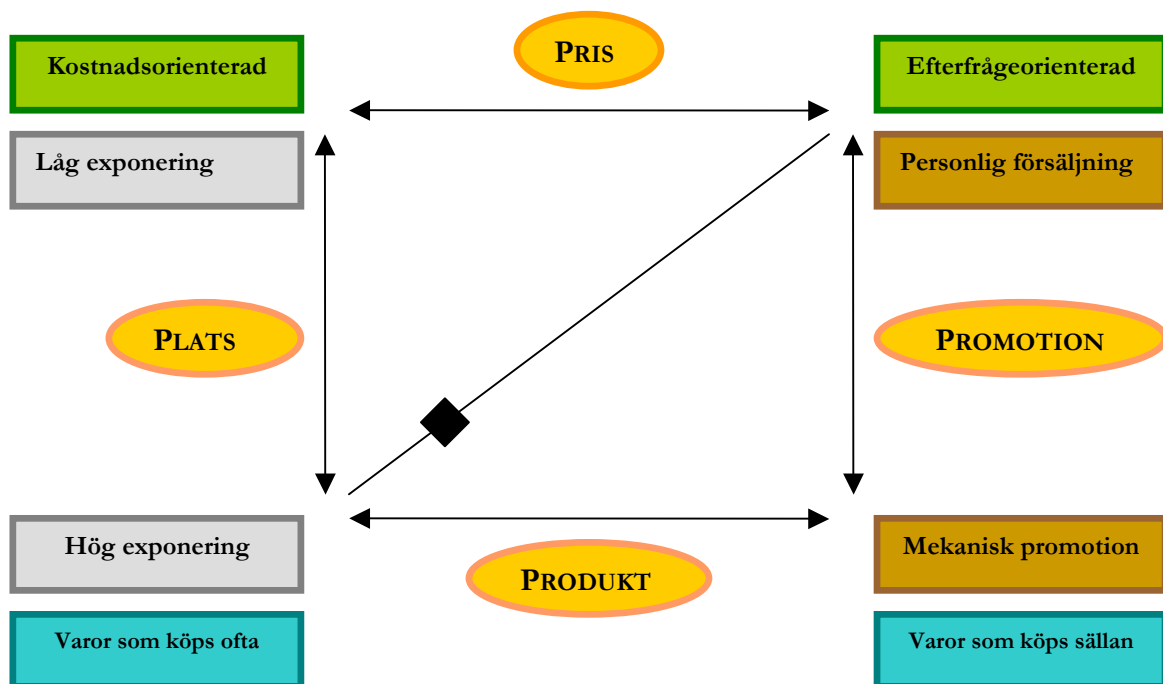 PRIS
Kostnadsorienterad
Efterfrågeorienterad
Låg exponering
Personlig försäljning
PLATS
PROMOTION
Hög exponering
Mekanisk promotion
PRODUKT
Varor som köps ofta
Varor som köps sällan